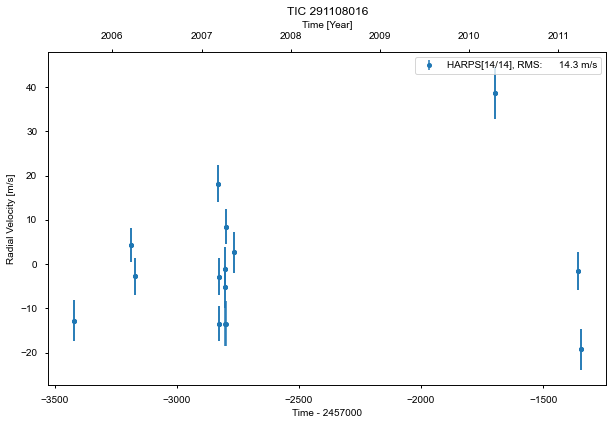 TIC 291108016
Time [Year]
2006 2007 2008 2009 2010 2011
HARPS[14/14], RMS: 14.3 m/s
40
30
20
10
0
−10
−20
Radial Velocity [m/s]
−3500 −3000 −2500 −2000 −1500
Time - 2457000